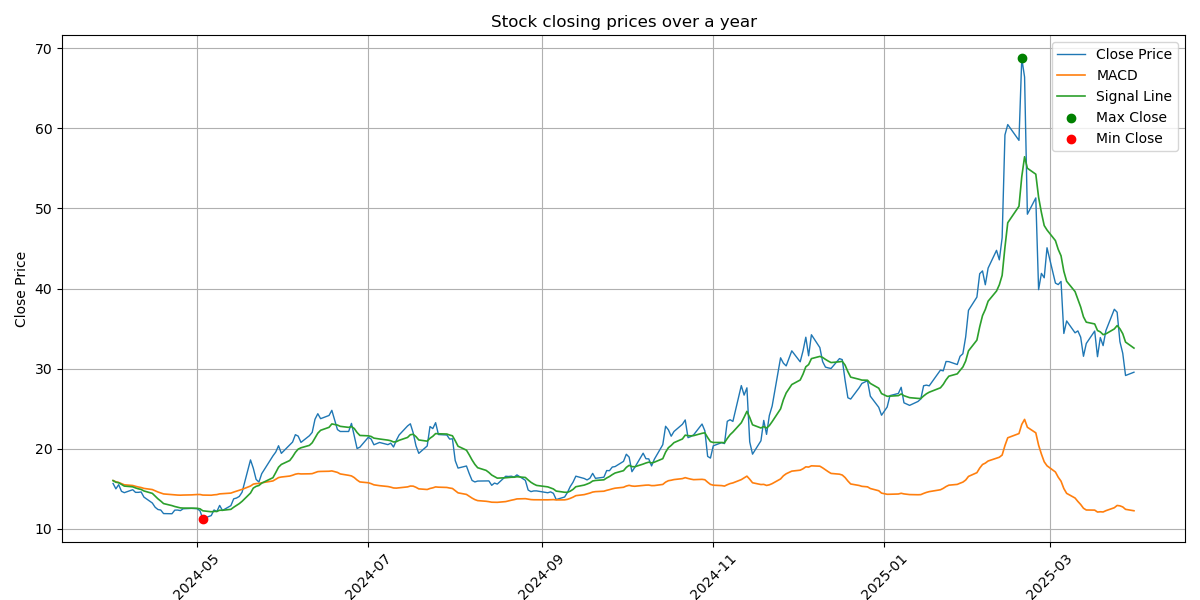 Stock closing prices over a year
Close Price
MACD
Signal Line
Max Close
Min Close
Close Price
70
60
50
40
30
20
10
2024-05
2024-07
2024-09
2024-11
2025-01
2025-03